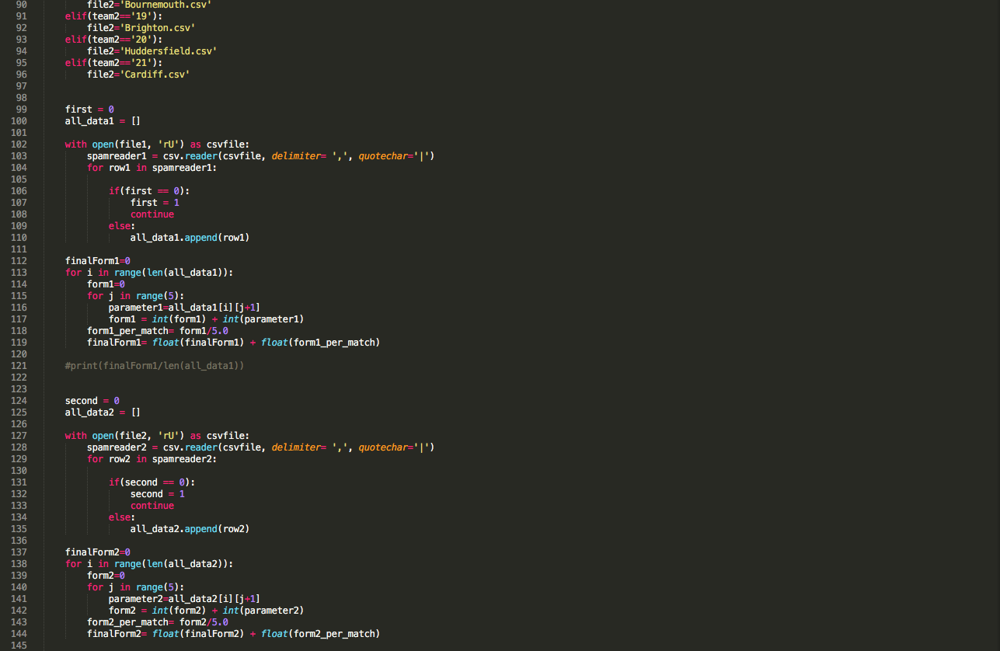 90 file2='Bournemouth.csv'
91 elif(team2=='19'):
92 file2='Brighton.csv'
93 elif(team2=='20'):
94 file2='Huddersfield.csv'
95 elif(team2=='21'):
96 file2='Cardiff.csv'
97
98
99 first = 0
100 all_data1 = []
101
102 with open(file1, 'rU') as csvfile:
103 spamreader1 = csv.reader(csvfile, delimiter= ',', quotechar='|')
104 for row1 in spamreader1:
105
106 if(first == 0):
107 first = 1
108 continue
109 else:
110 all_data1.append(row1)
111
112 finalForm1=0
113 for i in range(len(all_data1)):
114 form1=0
115 for j in range(5):
116 parameter1=all_data1[i][j+1]
117 form1 = int(form1) + int(parameter1)
118 form1_per_match= form1/5.0
119 finalForm1= float(finalForm1) + float(form1_per_match)
120
121 #print(finalForm1/len(all_data1))
122
123
124 second = 0
125 all_data2 = []
126
127 with open(file2, 'rU') as csvfile:
128 spamreader2 = csv.reader(csvfile, delimiter= ',', quotechar='|')
129 for row2 in spamreader2:
130
131 if(second == 0):
132 second = 1
133 continue
134 else:
135 all_data2.append(row2)
136
137 finalForm2=0
138 for i in range(len(all_data2)):
139 form2=0
140 for j in range(5):
141 parameter2=all_data2[i][j+1]
142 form2 = int(form2) + int(parameter2)
143 form2_per_match= form2/5.0
144 finalForm2= float(finalForm2) + float(form2_per_match)
145